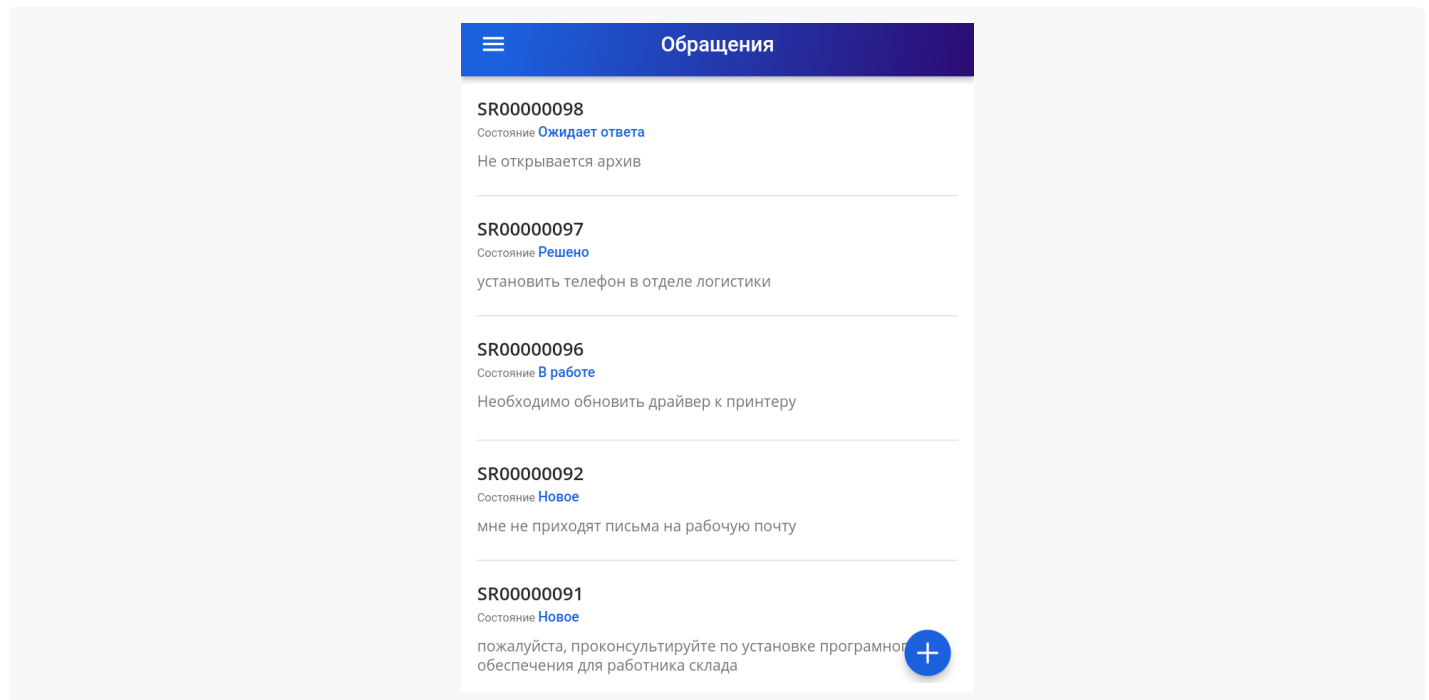 Обращения
SR00000098
Состояние Ожидает ответа
Не открывается архив
SR00000097
Состояние Решено
установить телефон в отделе логистики
SR00000096
Состояние В работе
Необходимо обновить драйвер к принтеру
SR00000092
Состояние Новое
мне не приходят письма на рабочую почту
SR00000091
Состояние Новое
пожалуйста, проконсультируйте по установке
обеспечения для работника склада